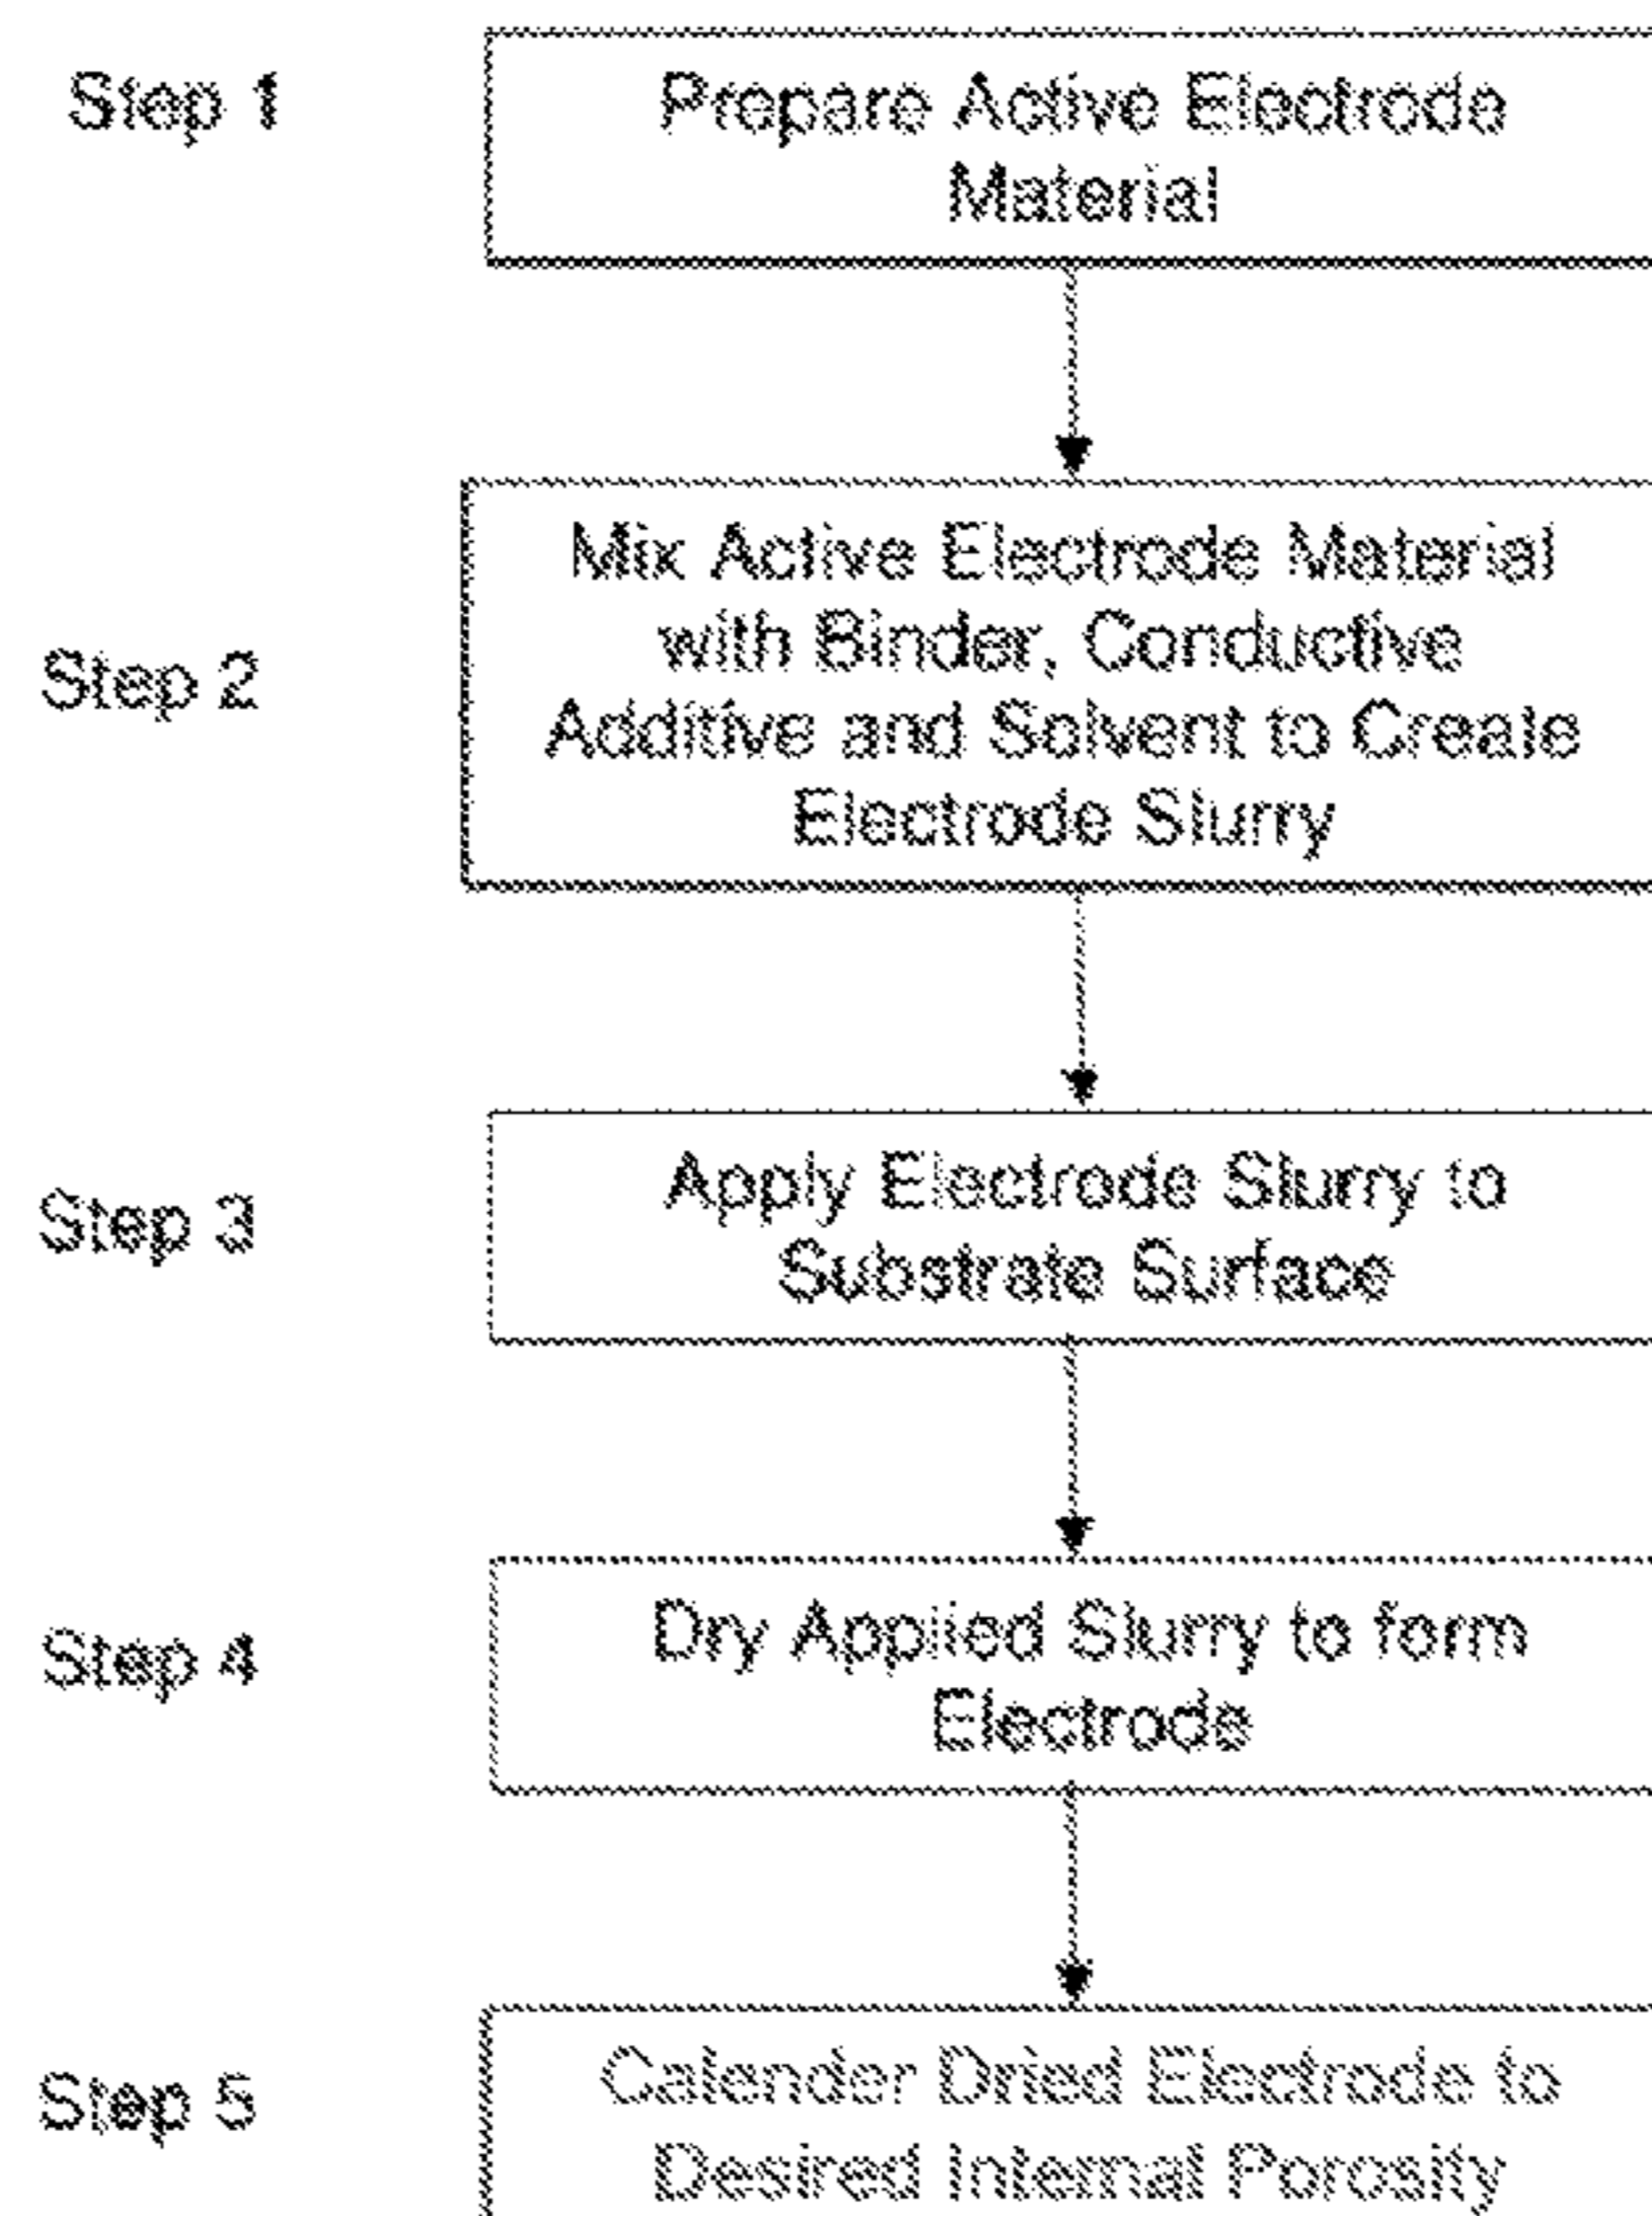 Step 1
Prepare Active Electrode
Material
Step 2
Mix Active Electrode Material
with Binder, Conductive
Additive and Solvent to Create
Electrode Slurry
Step 3
Apply Electrode Slurry to
Substrate Surface
Step 4
Dry Applied Slurry to form
Electrode
Step 5
Calender Dried Electrode to
Desired Internal Porosity